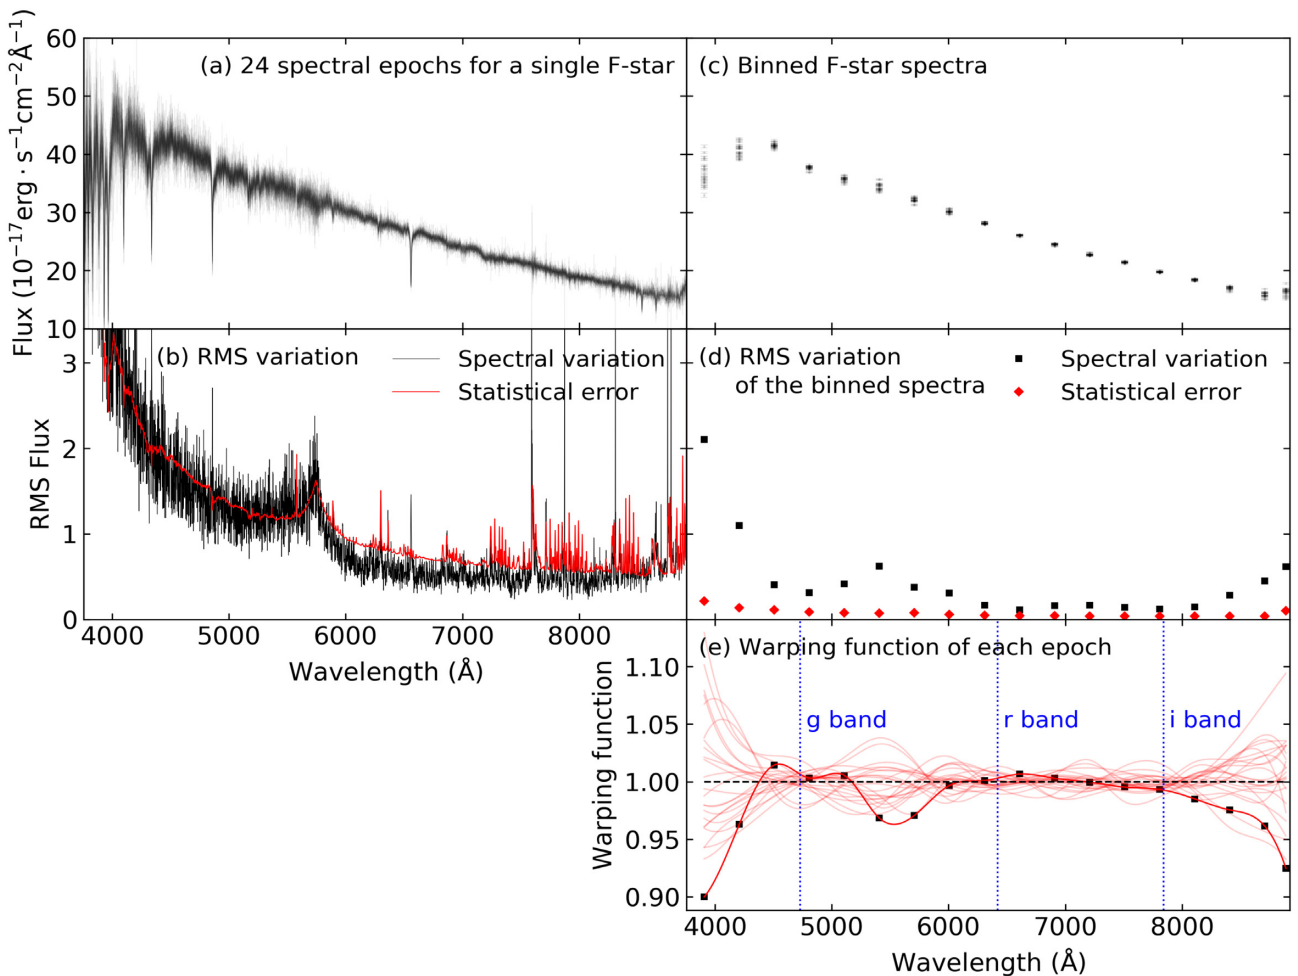 (a) 24 spectral epochs for a single F-star
Flux (10⁻¹⁷erg · s⁻¹cm⁻²Å⁻¹)
60
50
40
30
20
10
(b) RMS variation
Spectral variation
Statistical error
RMS Flux
3
2
1
0
4000 5000 6000 7000 8000
Wavelength (Å)
(c) Binned F-star spectra
(d) RMS variation
of the binned spectra
Spectral variation
Statistical error
(e) Warping function of each epoch
g band r band i band
Warping function
1.10
1.05
1.00
0.95
0.90
4000 5000 6000 7000 8000
Wavelength (Å)